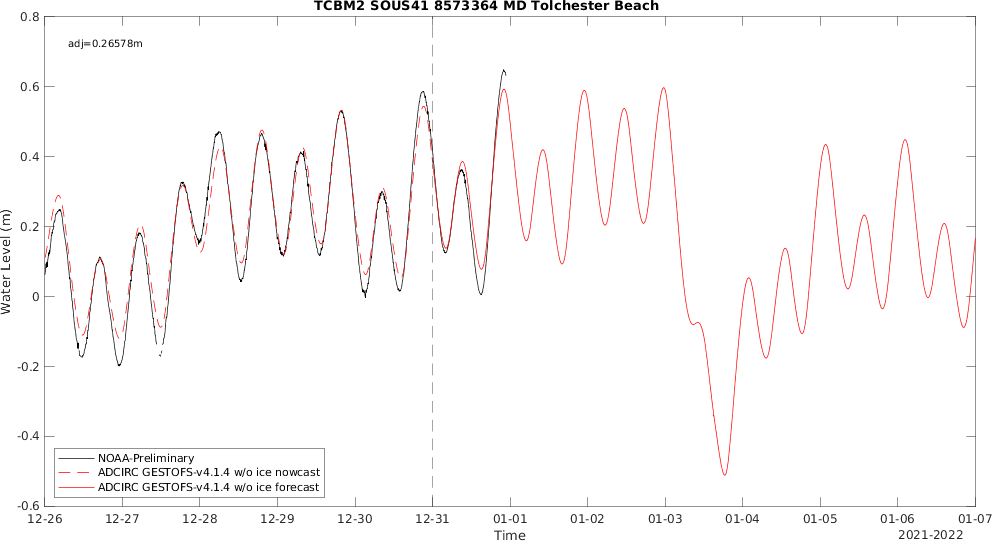 TCBM2 SOUS41 8573364 MD Tolchester Beach
adj=0.26578m
0.8
0.6
0.4
0.2
0
-0.2
-0.4
-0.6
Water Level (m)
NOAA-Preliminary
ADCIRC GESTOFS-v4.1.4 w/o ice nowcast
ADCIRC GESTOFS-v4.1.4 w/o ice forecast
12-26 12-27 12-28 12-29 12-30 12-31 01-01 01-02 01-03 01-04 01-05 01-06 01-07
Time
2021-2022